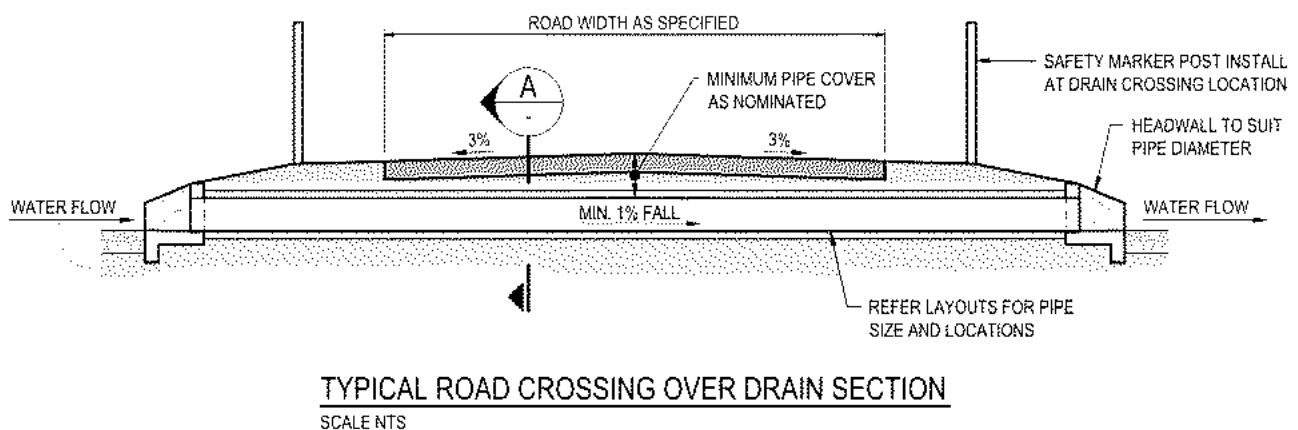 ROAD WIDTH AS SPECIFIED
SAFETY MARKER POST INSTALL
AT DRAIN CROSSING LOCATION
A
-
MINIMUM PIPE COVER
AS NOMINATED
HEADWALL TO SUIT
PIPE DIAMETER
3%
3%
WATER FLOW
MIN. 1% FALL
WATER FLOW
REFER LAYOUTS FOR PIPE
SIZE AND LOCATIONS
TYPICAL ROAD CROSSING OVER DRAIN SECTION
SCALE NTS